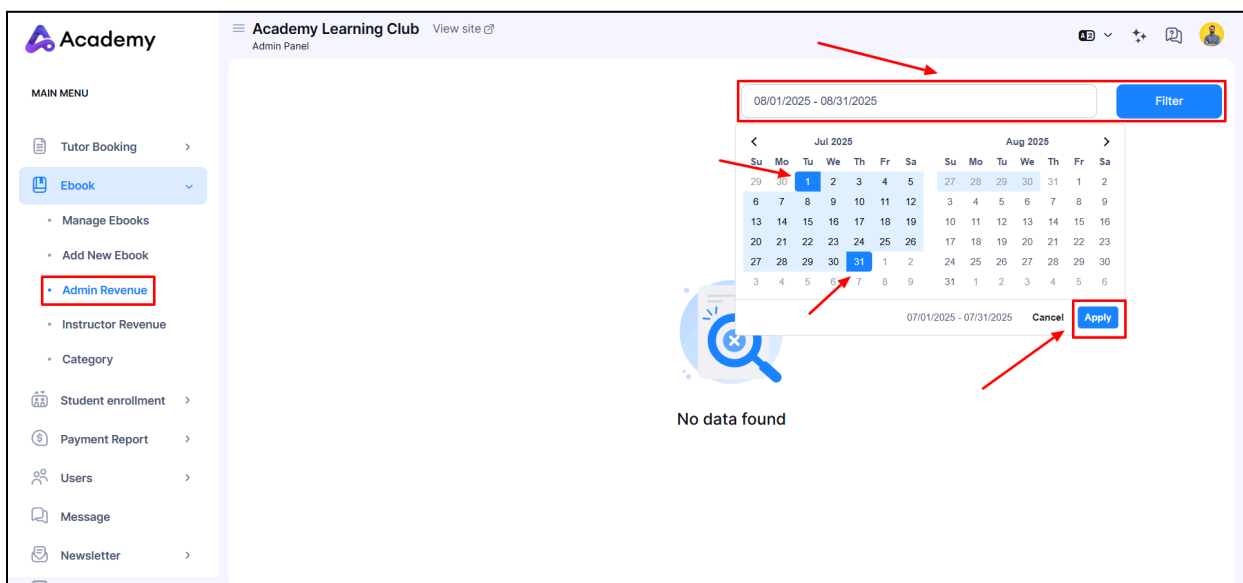 Academy
Academy Learning Club View site
Admin Panel
MAIN MENU
Tutor Booking
Ebook
Manage Ebooks
Add New Ebook
Admin Revenue
Instructor Revenue
Category
Student enrollment
Payment Report
Users
Message
Newsletter
08/01/2025 - 08/31/2025 Filter
Jul 2025 Aug 2025
Su Mo Tu We Th Fr Sa Su Mo Tu We Th Fr Sa
29 30 1 2 3 4 5 27 28 29 30 31 1 2
6 7 8 9 10 11 12 3 4 5 6 7 8 9
13 14 15 16 17 18 19 10 11 12 13 14 15 16
20 21 22 23 24 25 26 17 18 19 20 21 22 23
27 28 29 30 31 1 2 24 25 26 27 28 29 30
3 4 5 6 7 8 9 31 1 2 3 4 5 6
07/01/2025 - 07/31/2025 Cancel Apply
No data found